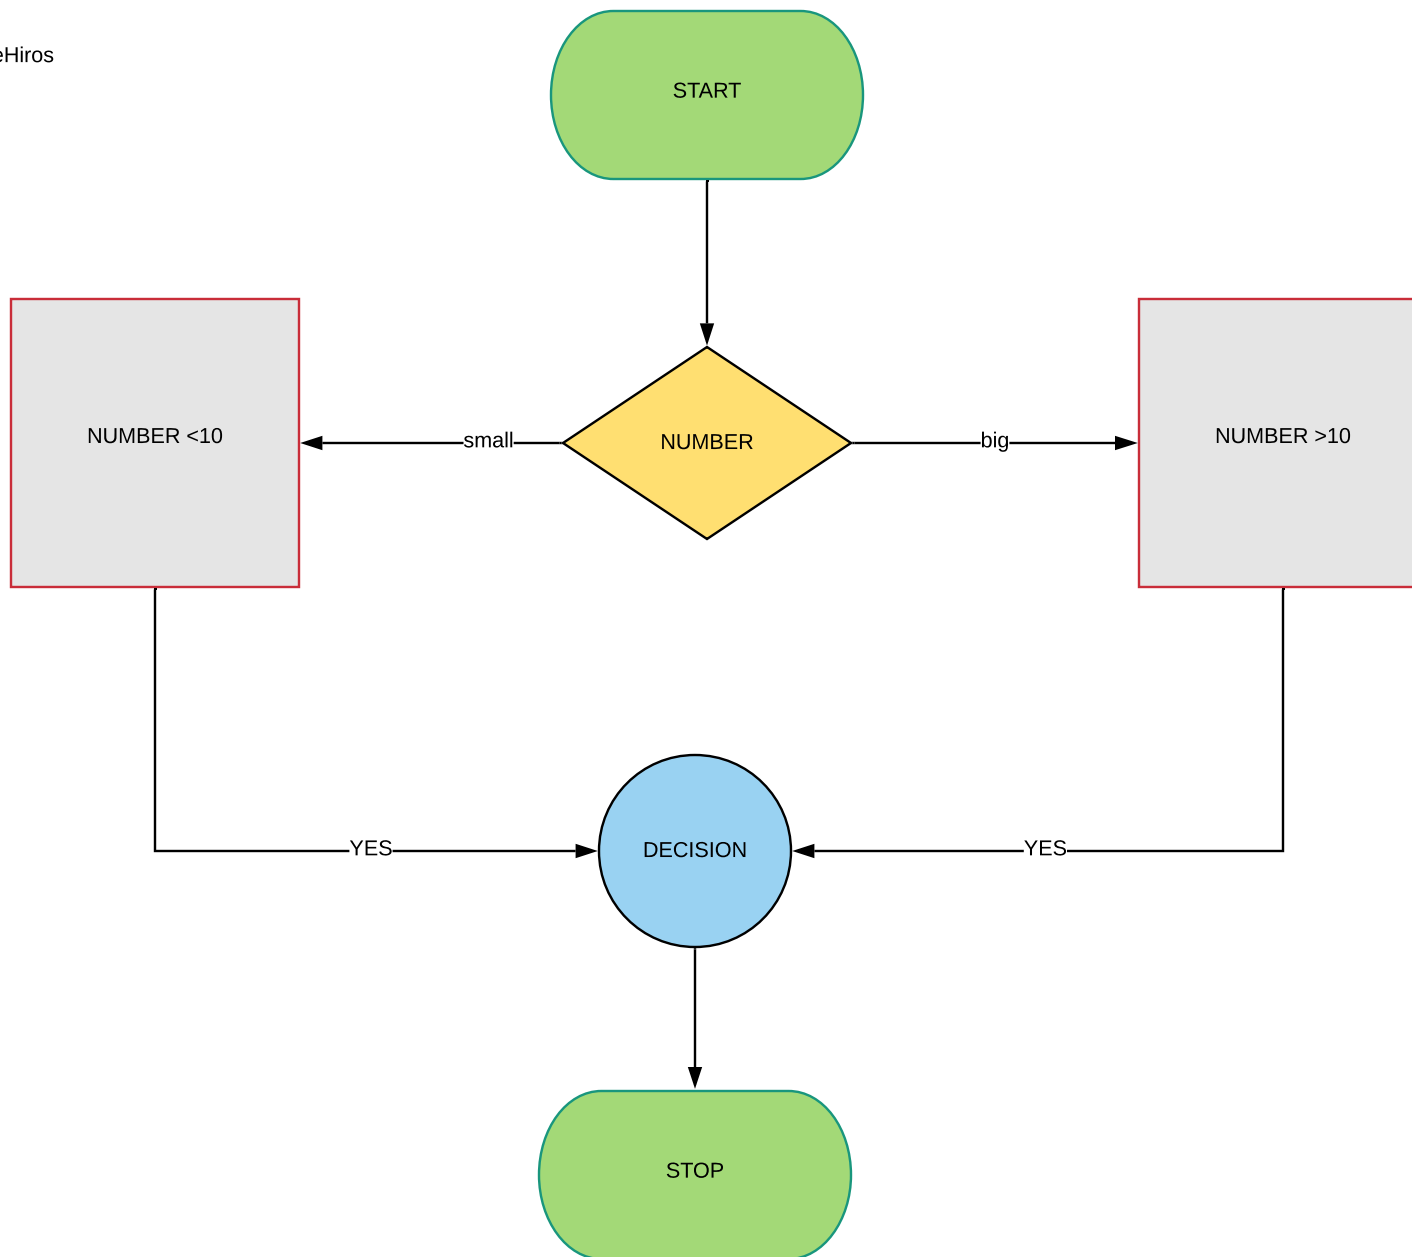 eHiros
START
NUMBER <10
small
NUMBER
big
NUMBER >10
YES
DECISION
YES
STOP